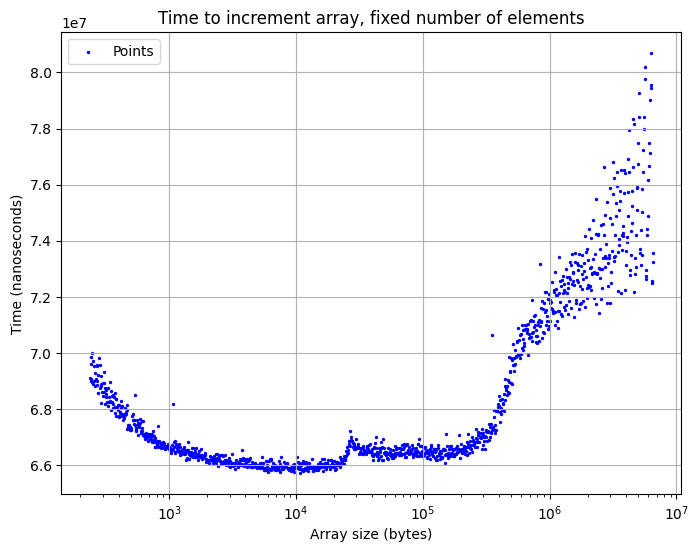 Time to increment array, fixed number of elements
1e7
Points
8.0
7.8
7.6
7.4
7.2
7.0
6.8
6.6
Time (nanoseconds)
10³ 10⁴ 10⁵ 10⁶ 10⁷
Array size (bytes)